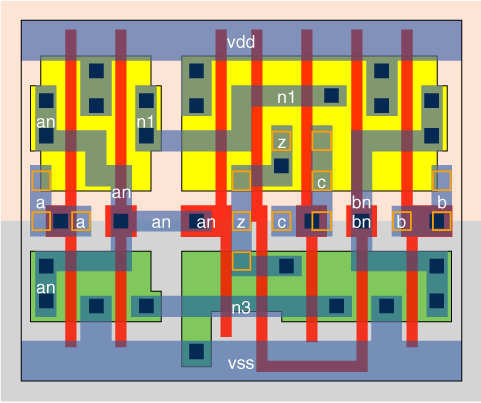 vdd
n1
an n1
z
c
an bn
a b
a an an z c bn b
an
n3
vss